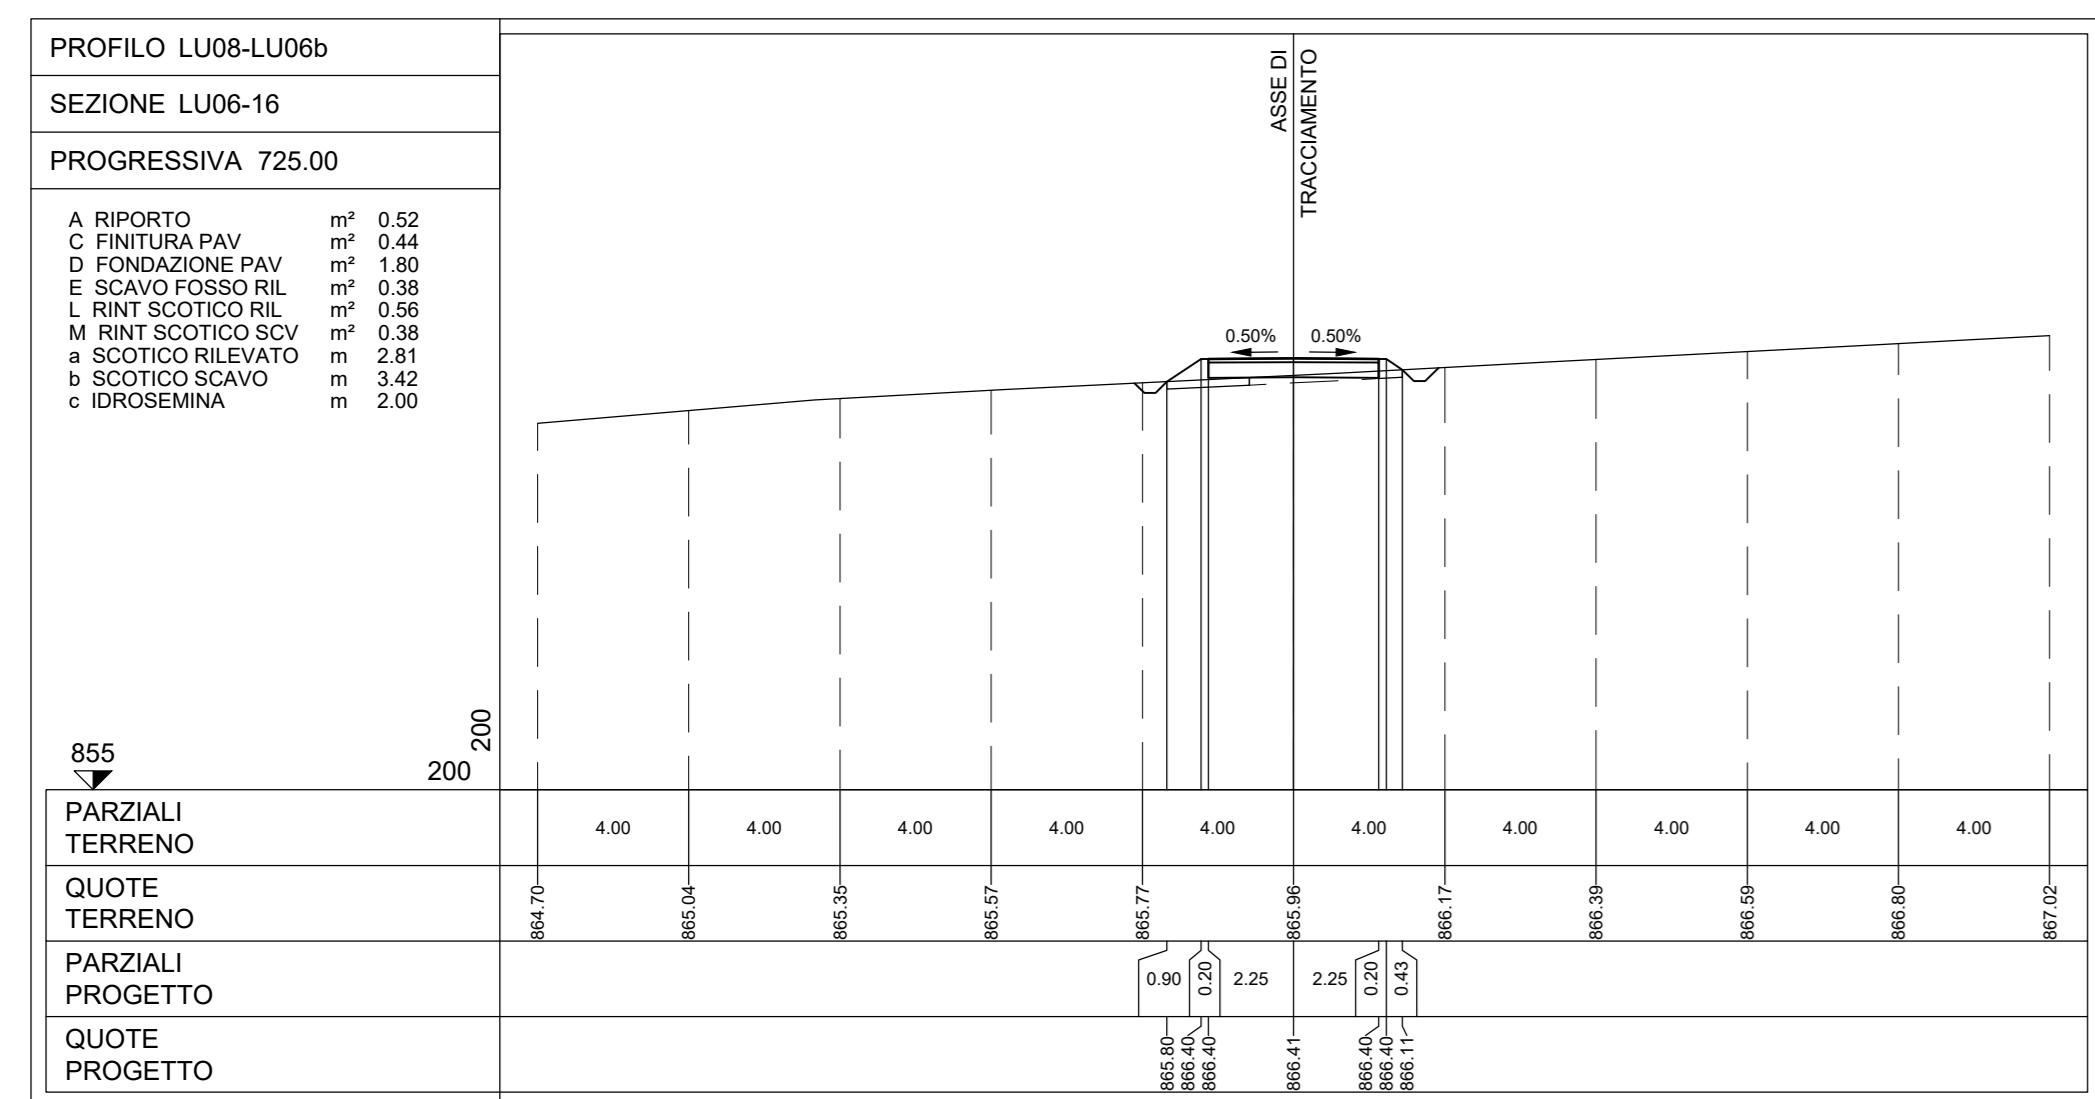 PROFILO LU08-LU06b
SEZIONE LU06-16
PROGRESSIVA 725.00
A RIPORTO m² 0.52
C FINITURA PAV m² 0.44
D FONDAZIONE PAV m² 1.80
E SCAVO FOSSO RIL m² 0.38
L RINT SCOTICO RIL m² 0.56
M RINT SCOTICO SCV m² 0.38
a SCOTICO RILEVATO m 2.81
b SCOTICO SCAVO m 3.42
c IDROSEMINA m 2.00
ASSE DI
TRACCIAMENTO
0.50% 0.50%
200
855
200
PARZIALI
TERRENO
4.00 4.00 4.00 4.00 4.00 4.00 4.00 4.00 4.00 4.00
QUOTE
TERRENO
864.70 865.04 865.35 865.57 865.77 865.96 866.17 866.39 866.59 866.80 867.02
PARZIALI
PROGETTO
0.90 0.20 2.25 2.25 0.20 0.43
QUOTE
PROGETTO
865.80 866.40 866.40 866.41 866.40 866.40 866.11